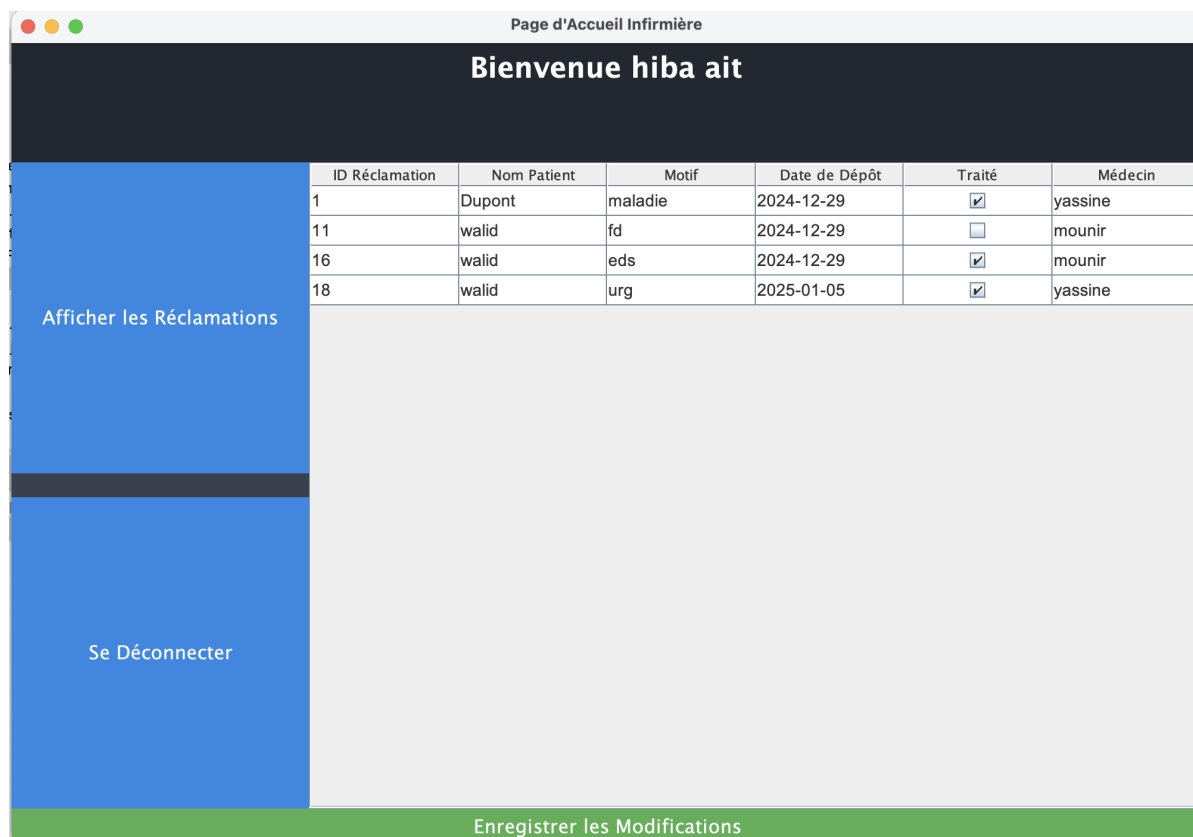 Page d'Accueil Infirmière
Bienvenue hiba ait
ID Réclamation Nom Patient Motif Date de Dépôt Traité Médecin
1 Dupont maladie 2024-12-29 yassine
11 walid fd 2024-12-29 mounir
16 walid eds 2024-12-29 mounir
18 walid urg 2025-01-05 yassine
Afficher les Réclamations
Se Déconnecter
Enregistrer les Modifications